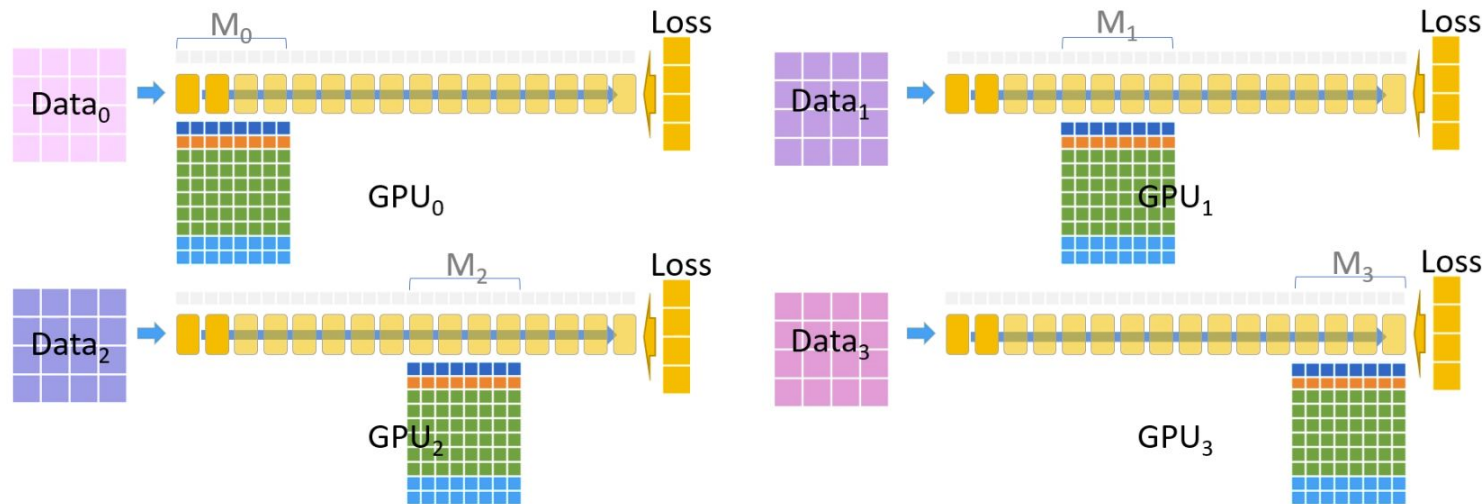 M₀
Loss
Data₀
GPU₀
M₁
Loss
Data₁
GPU₁
M₂
Loss
Data₂
GPU₂
M₃
Loss
Data₃
GPU₃